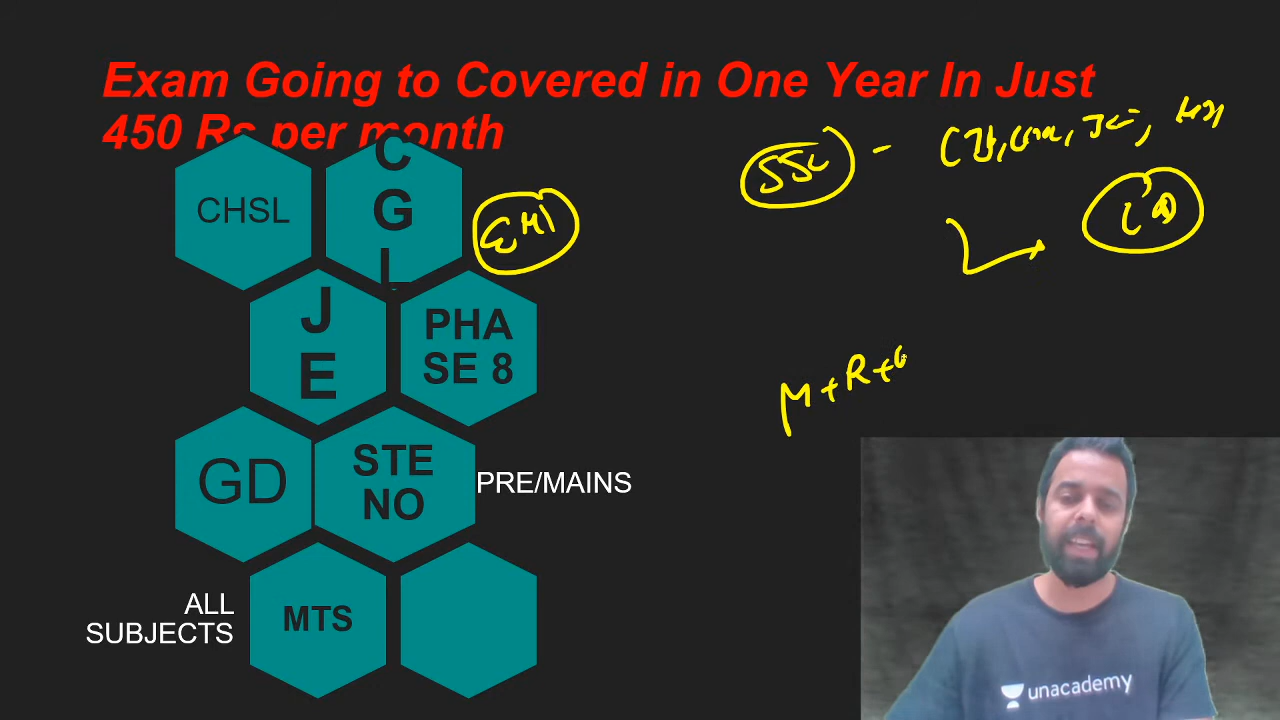 Exam Going to Covered in One Year In Just
450 Rs per month
CHSL
C
G
L
EMI
SSC -
J
E
PHA
SE 8
M+R+
GD
STE
NO
PRE/MAINS
ALL
SUBJECTS
MTS
unacademy